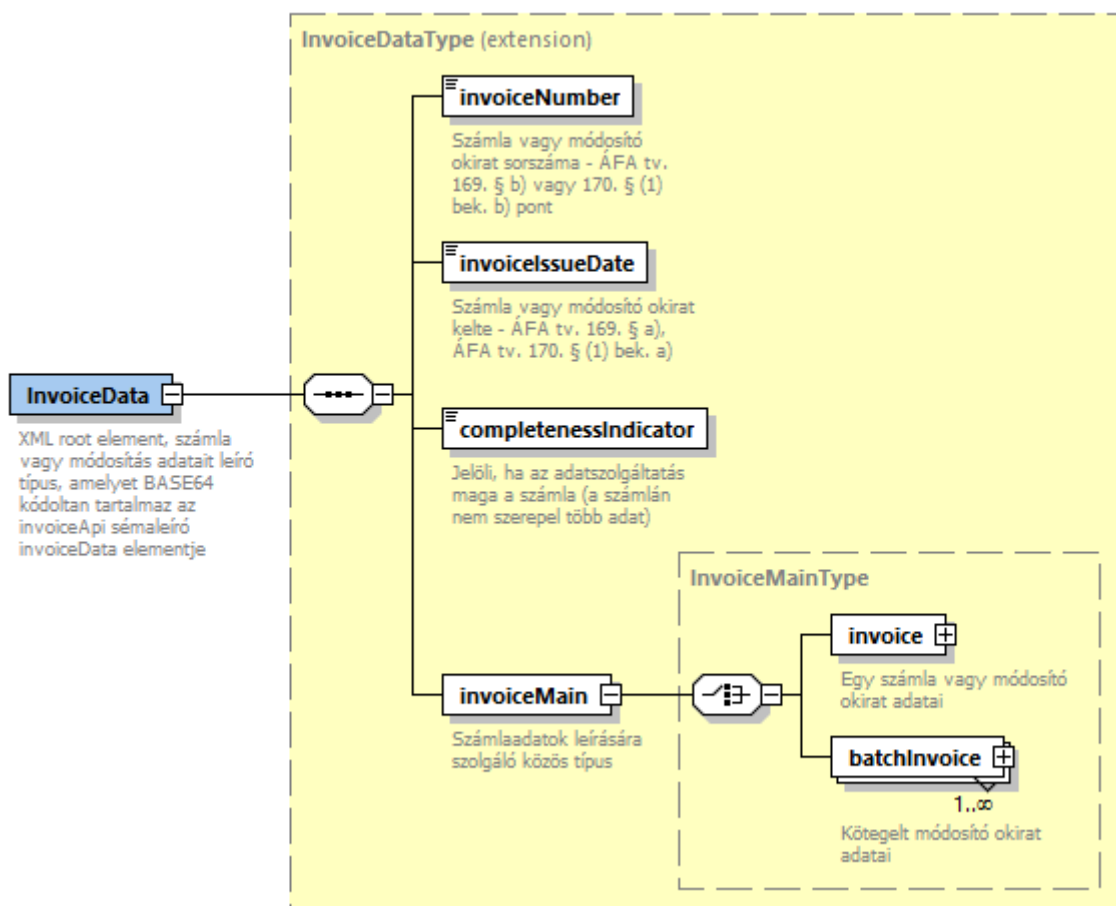 InvoiceDataType (extension)
invoiceNumber
Számla vagy módosító
okirat sorszáma - ÁFA tv.
169. § b) vagy 170. § (1)
bek. b) pont
invoiceIssueDate
Számla vagy módosító okirat
kelte - ÁFA tv. 169. § a),
ÁFA tv. 170. § (1) bek. a)
InvoiceData
XML root element, számla
vagy módosítás adatait leíró
típus, amelyet BASE64
kódoltan tartalmaz az
invoiceApi sémaleíró
invoiceData elementje
completenessIndicator
Jelöli, ha az adatszolgáltatás
maga a számla (a számlán
nem szerepel több adat)
invoiceMain
Számlaadatok leírására
szolgáló közös típus
InvoiceMainType
invoice
Egy számla vagy módosító
okirat adatai
batchInvoice
1..∞
Kötegelt módosító okirat
adatai